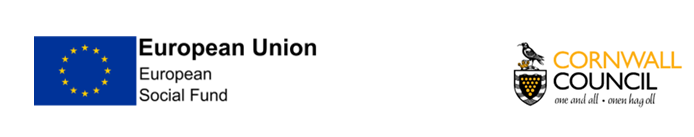 European Union
European
Social Fund
CORNWALL
COUNCIL
one and all • onen hag oll